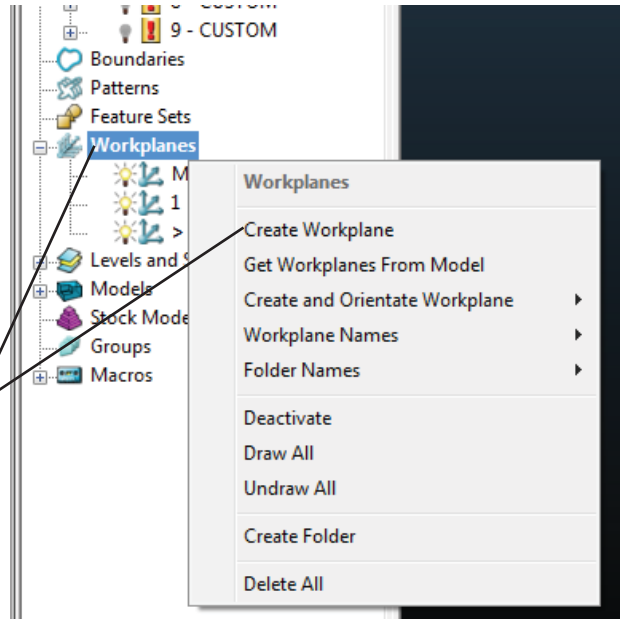 9 - CUSTOM
Boundaries
Patterns
Feature Sets
Workplanes
M
1
>
Levels and S
Models
Stock Mode
Groups
Macros
Workplanes
Create Workplane
Get Workplanes From Model
Create and Orientate Workplane
Workplane Names
Folder Names
Deactivate
Draw All
Undraw All
Create Folder
Delete All